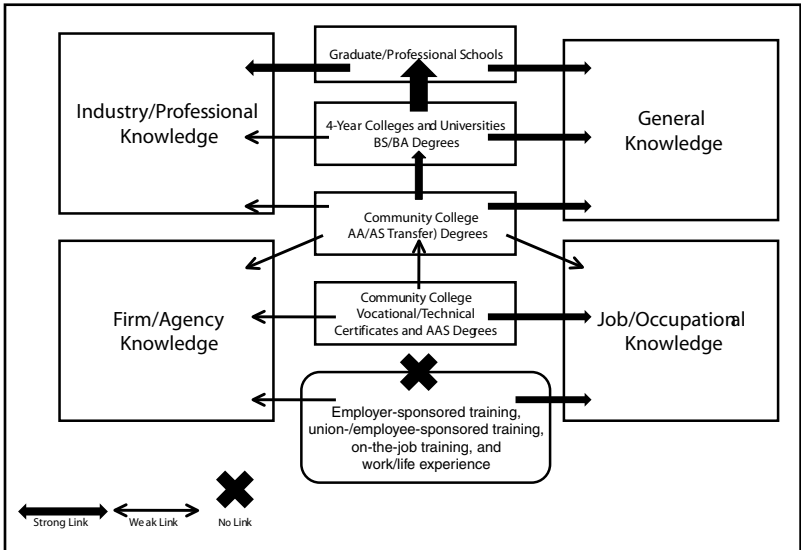 Graduate/Professional Schools
Industry/Professional
Knowledge
4-Year Colleges and Universities
BS/BA Degrees
General
Knowledge
Community College
AA/AS Transfer) Degrees
Firm/Agency
Knowledge
Community College
Vocational/Technical
Certificates and AAS Degrees
Job/Occupational
Knowledge
Employer-sponsored training,
union-/employee-sponsored training,
on-the-job training, and
work/life experience
Strong Link
Weak Link
No Link